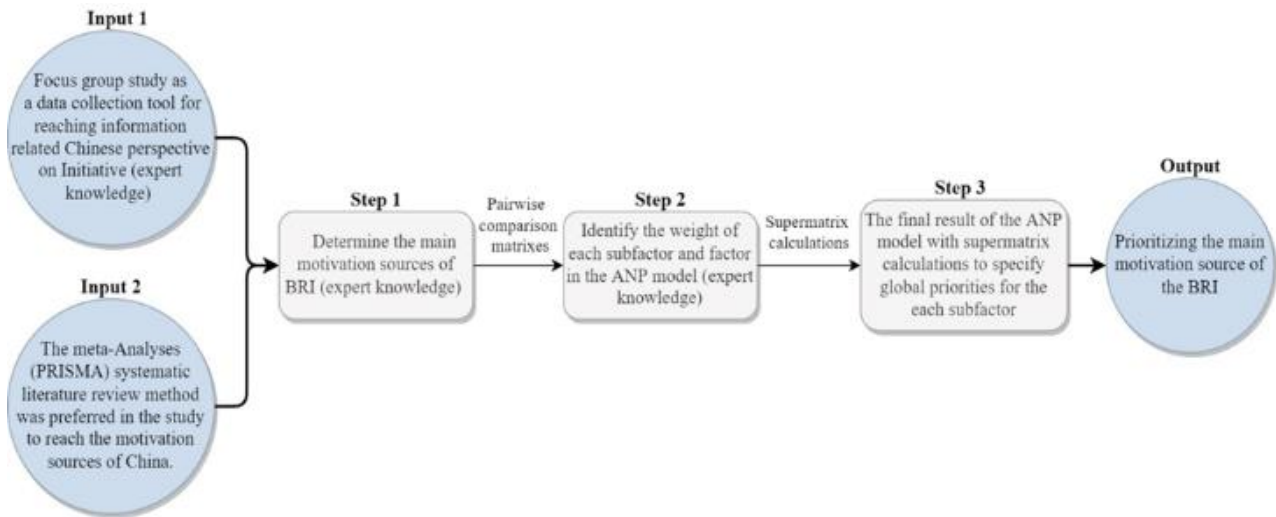 Input 1
Focus group study as
a data collection tool for
reaching information
related Chinese perspective
on Initiative (expert
knowledge)
Input 2
The meta-Analyses
(PRISMA) systematic
literature review method
was preferred in the study
to reach the motivation
sources of China.
Step 1
Determine the main
motivation sources of
BRI (expert knowledge)
Pairwise
comparison
matrixes
Step 2
Identify the weight of
each subfactor and factor
in the ANP model (expert
knowledge)
Supermatrix
calculations
Step 3
The final result of the ANP
model with supermatrix
calculations to specify
global priorities for the
each subfactor
Output
Prioritizing the main
motivation source of
the BRI